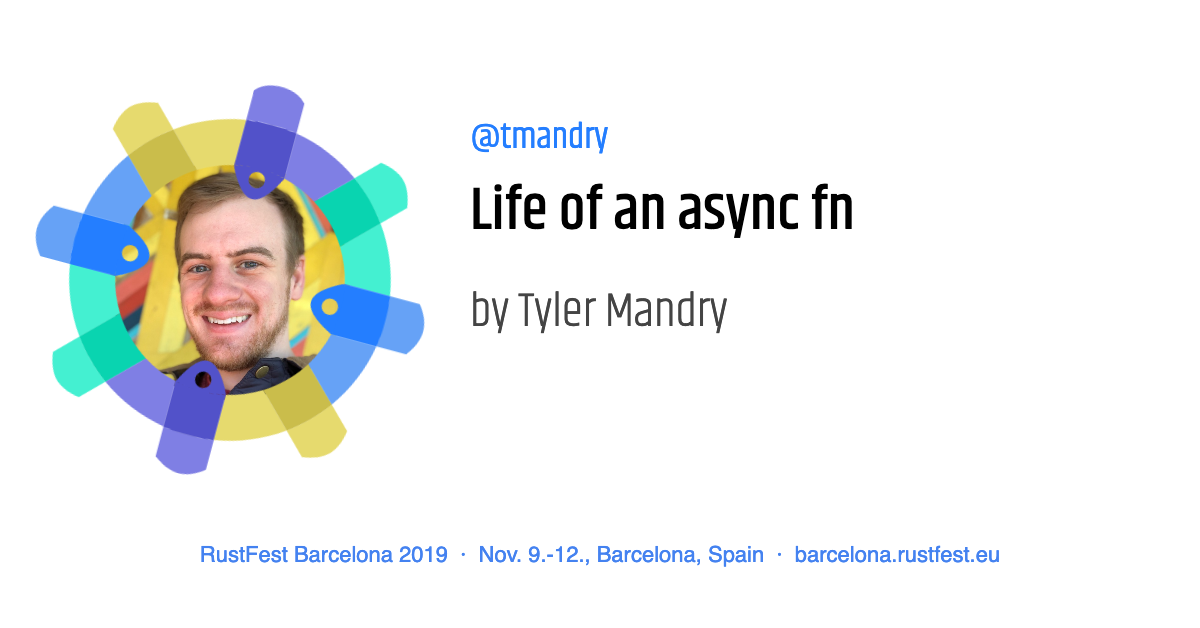 @tmandry
Life of an async fn
by Tyler Mandry
RustFest Barcelona 2019 · Nov. 9.-12., Barcelona, Spain · barcelona.rustfest.eu